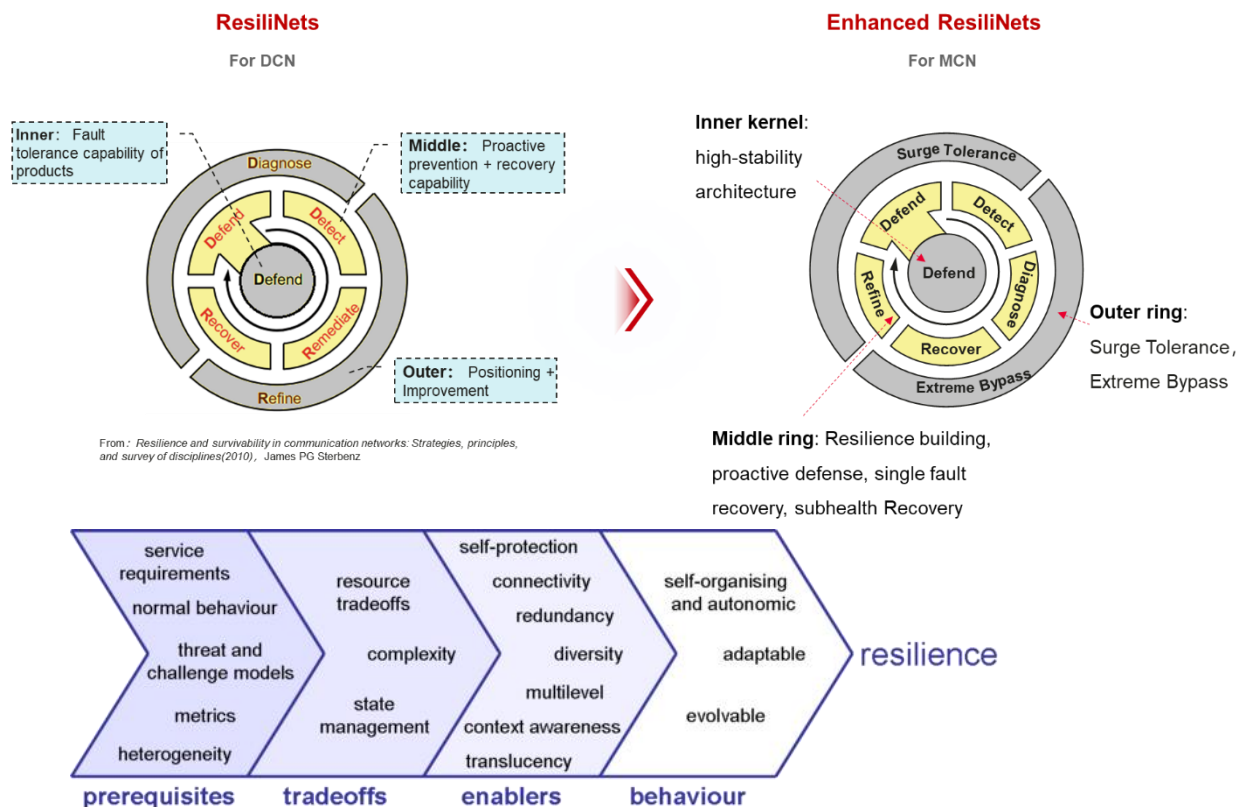 ResiliNets
For DCN
Inner: Fault
tolerance capability of
products
Middle: Proactive
prevention + recovery
capability
Diagnose
Defend
Detect
Defend
Recover
Remediate
Refine
Outer: Positioning +
Improvement
From: Resilience and survivability in communication networks: Strategies, principles,
and survey of disciplines(2010), James PG Sterbenz
Enhanced ResiliNets
For MCN
Inner kernel:
high-stability
architecture
Surge Tolerance
Defend
Detect
Defend
Diagnose
Refine
Recover
Extreme Bypass
Outer ring:
Surge Tolerance,
Extreme Bypass
Middle ring: Resilience building,
proactive defense, single fault
recovery, subhealth Recovery
service
requirements
normal behaviour
threat and
challenge models
metrics
heterogeneity
prerequisites
resource
tradeoffs
complexity
state
management
tradeoffs
self-protection
connectivity
redundancy
diversity
multilevel
context awareness
translucency
enablers
self-organising
and autonomic
adaptable
evolvable
behaviour
resilience